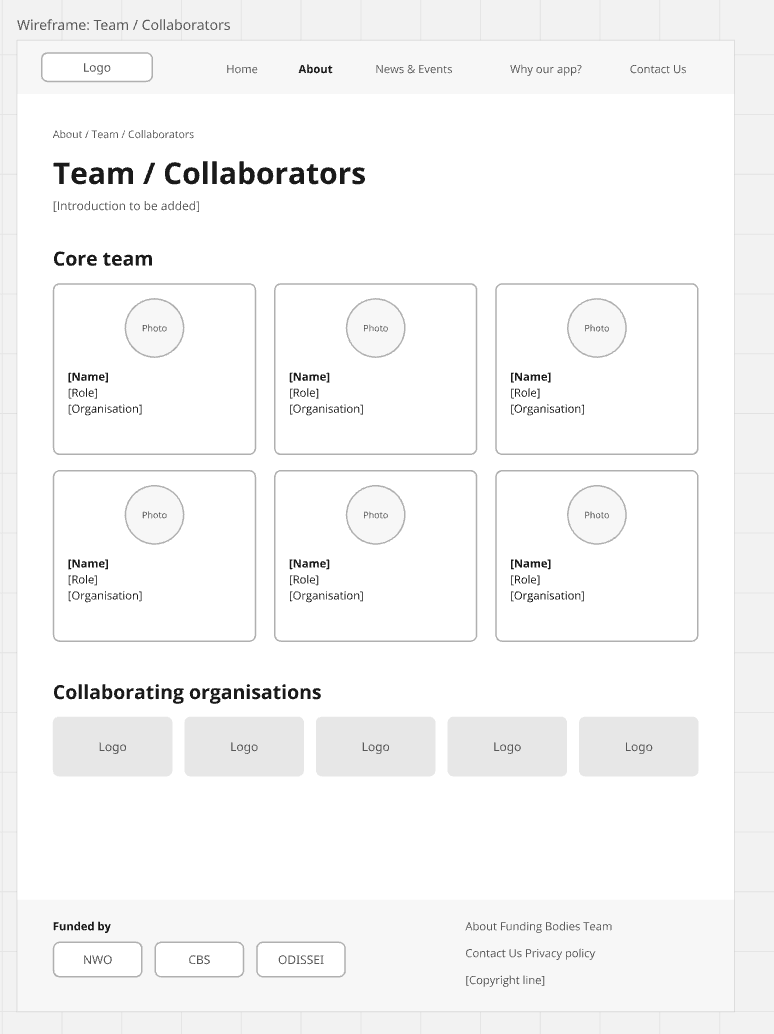 Wireframe: Team / Collaborators
Logo
Home
About
News & Events
Why our app?
Contact Us
About / Team / Collaborators
Team / Collaborators
[Introduction to be added]
Core team
Photo
[Name]
[Role]
[Organisation]
Photo
[Name]
[Role]
[Organisation]
Photo
[Name]
[Role]
[Organisation]
Photo
[Name]
[Role]
[Organisation]
Photo
[Name]
[Role]
[Organisation]
Photo
[Name]
[Role]
[Organisation]
Collaborating organisations
Logo
Logo
Logo
Logo
Logo
Funded by
NWO
CBS
ODISSEI
About Funding Bodies Team
Contact Us Privacy policy
[Copyright line]